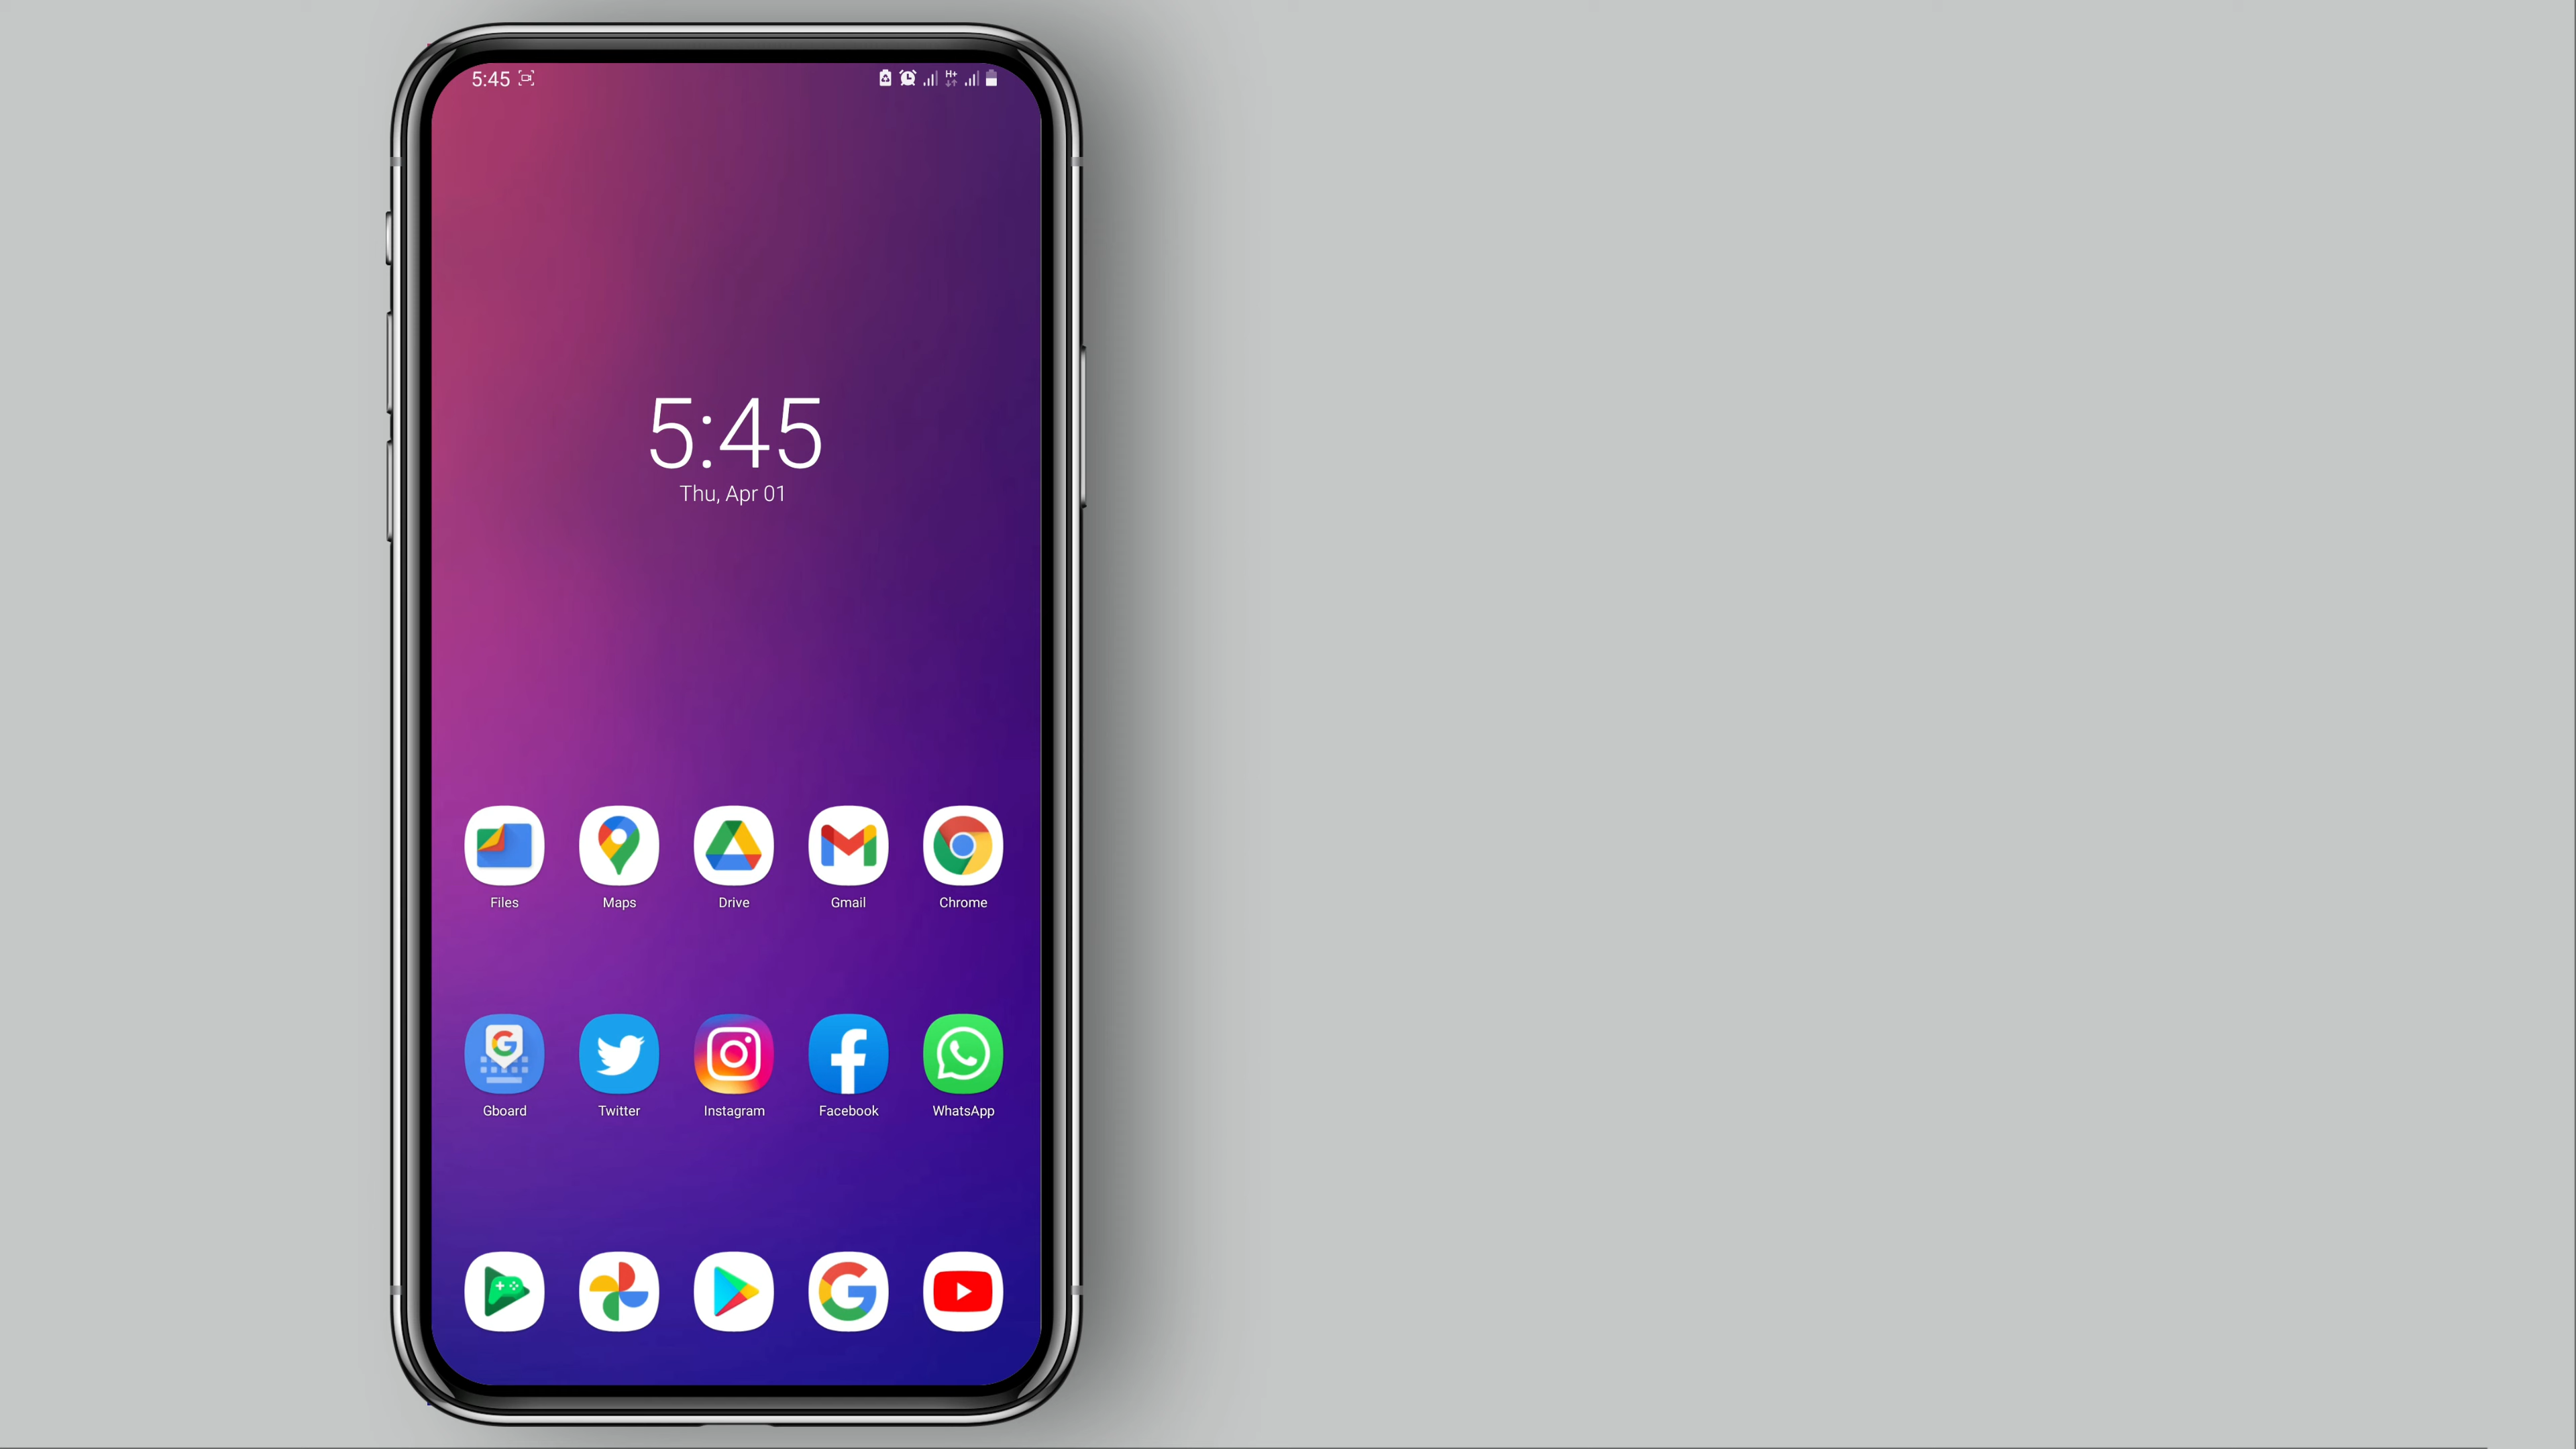 5:45
H+
5:45
Thu, Apr 01
Files Maps Drive Gmail Chrome
Gboard Twitter Instagram Facebook WhatsApp